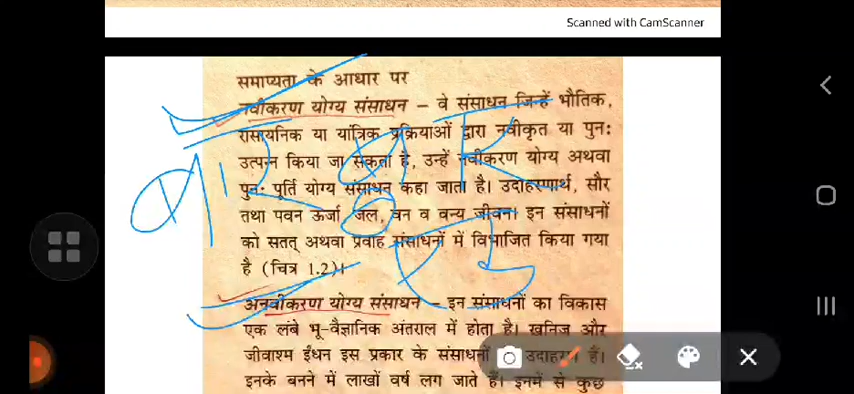 Scanned with CamScanner
समाप्यता के आधार पर
नवीकरण योग्य संसाधन – वे संसाधन जिन्हें भौतिक,
रासायनिक या यांत्रिक प्रक्रियाओं द्वारा नवीकृत या पुन:
उत्पन्न किया जा सकता है, उन्हें नवीकरण योग्य अथवा
पुन: पूर्ति योग्य संसाधन कहा जाता है। उदाहरणार्थ, सौर
तथा पवन ऊर्जा, जल, वन व वन्य जीवन। इन संसाधनों
को सतत् अथवा प्रवाह संसाधनों में विभाजित किया गया
है (चित्र 1.2)।
अनवीकरण योग्य संसाधन – इन संसाधनों का विकास
एक लंबे भू-वैज्ञानिक अंतराल में होता है। खनिज और
जीवाश्म ईंधन इस प्रकार के संसाधनों हैं।
इनके बनने में लाखों वर्ष लग जाते हैं। इनमें से कुछ